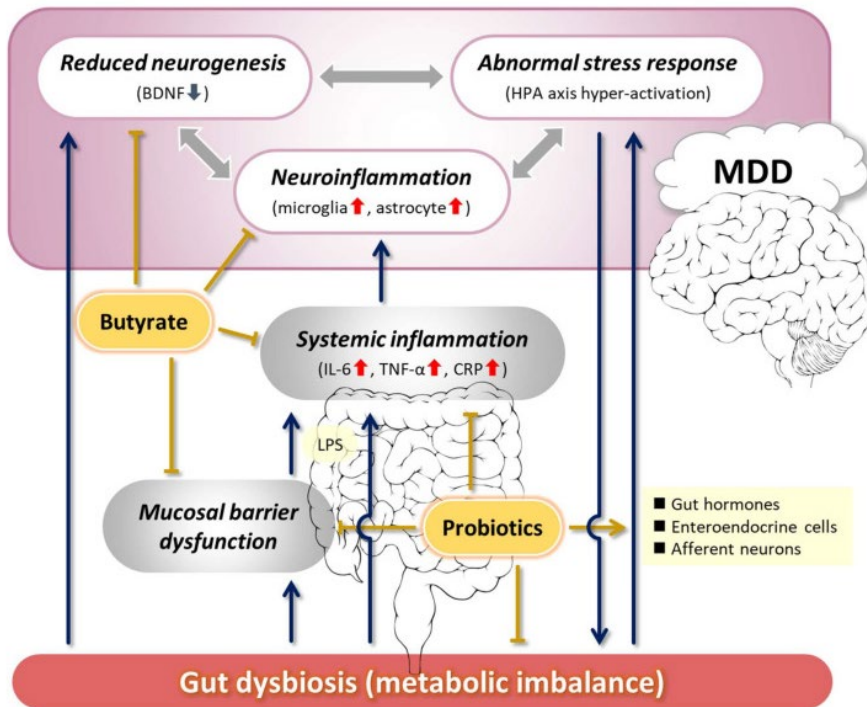 Reduced neurogenesis
(BDNF⬇)
Abnormal stress response
(HPA axis hyper-activation)
Neuroinflammation
(microglia⬆, astrocyte⬆)
MDD
Butyrate
Systemic inflammation
(IL-6⬆, TNF-α⬆, CRP⬆)
LPS
Mucosal barrier
dysfunction
Probiotics
■ Gut hormones
■ Enteroendocrine cells
■ Afferent neurons
Gut dysbiosis (metabolic imbalance)